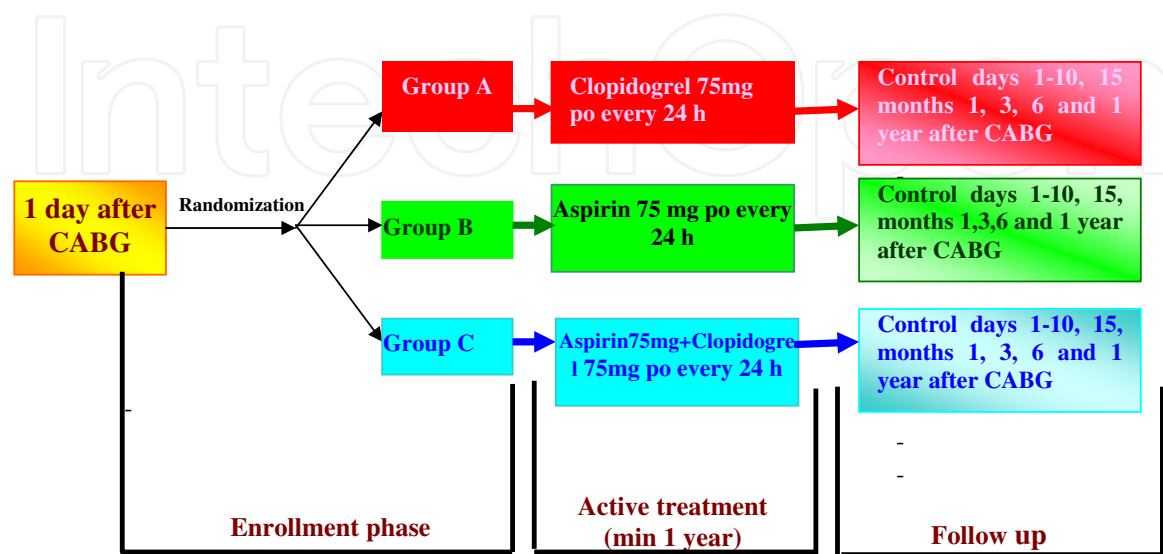 IntechOpen
Group A
Clopidogrel 75mg
po every 24 h
Control days 1-10, 15
months 1, 3, 6 and 1
year after CABG
-
1 day after
CABG
Randomization
Group B
Aspirin 75 mg po every
24 h
Control days 1-10, 15,
months 1,3,6 and 1 year
after CABG
Group C
Aspirin75mg+Clopidogre
l 75mg po every 24 h
Control days 1-10, 15,
months 1, 3, 6 and 1
year after CABG
-
-
-
Enrollment phase
Active treatment
(min 1 year)
Follow up